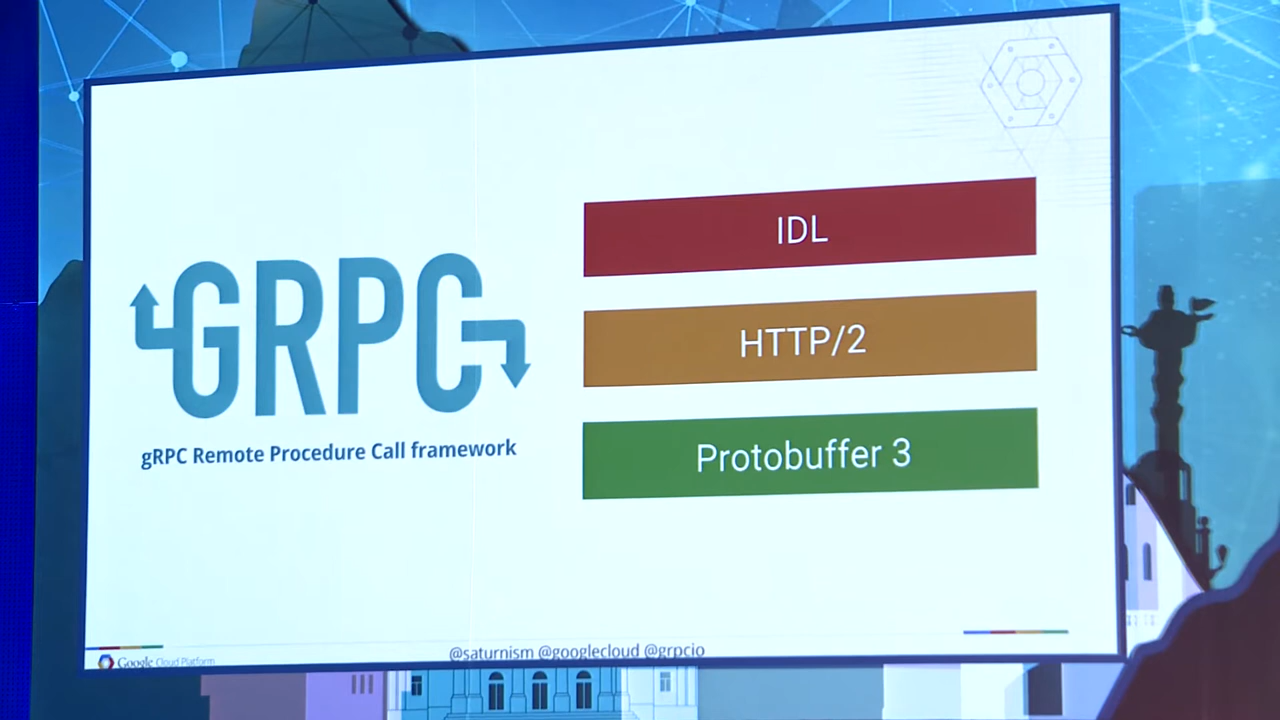 GRPC
gRPC Remote Procedure Call framework
IDL
HTTP/2
Protobuffer 3
Google Cloud Platform
@saturnism @googlecloud @grpcio